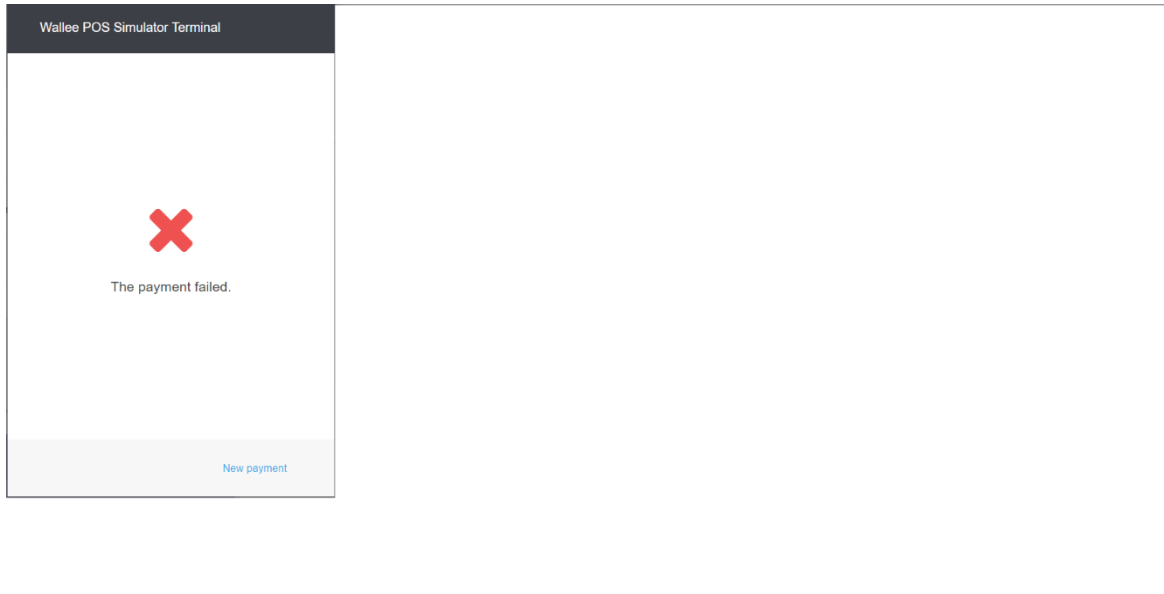 Wallee POS Simulator Terminal
The payment failed.
New payment